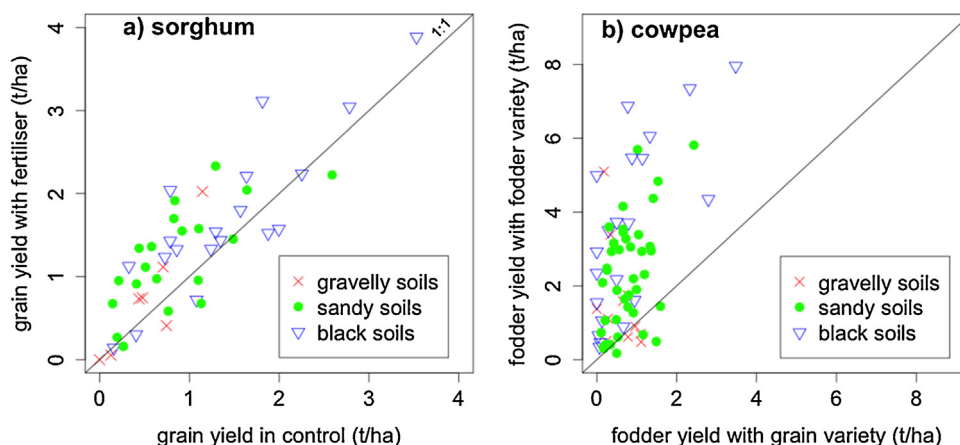 a) sorghum
1:1
grain yield with fertiliser (t/ha)
4
3
2
1
0
gravelly soils
sandy soils
black soils
0 1 2 3 4
grain yield in control (t/ha)
b) cowpea
fodder yield with fodder variety (t/ha)
8
6
4
2
0
gravelly soils
sandy soils
black soils
0 2 4 6 8
fodder yield with grain variety (t/ha)